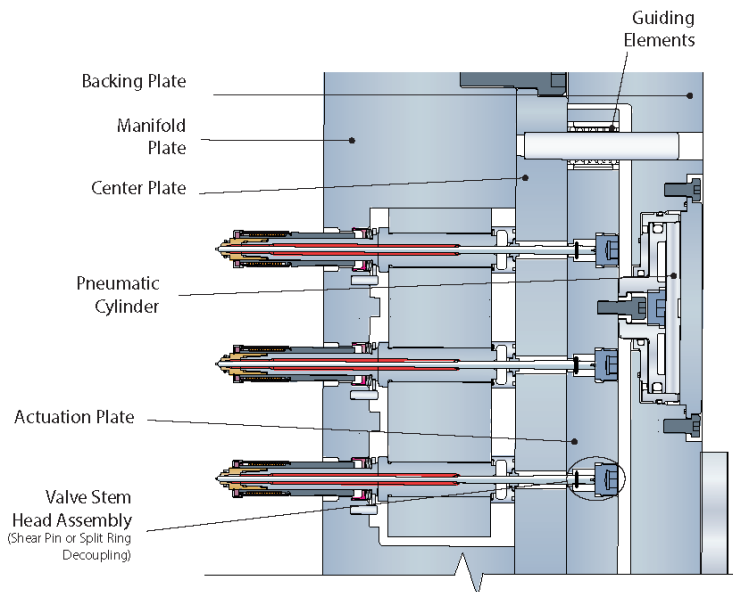 Guiding
Elements
Backing Plate
Manifold
Plate
Center Plate
Pneumatic
Cylinder
Actuation Plate
Valve Stem
Head Assembly
(Shear Pin or Split Ring
Decoupling)